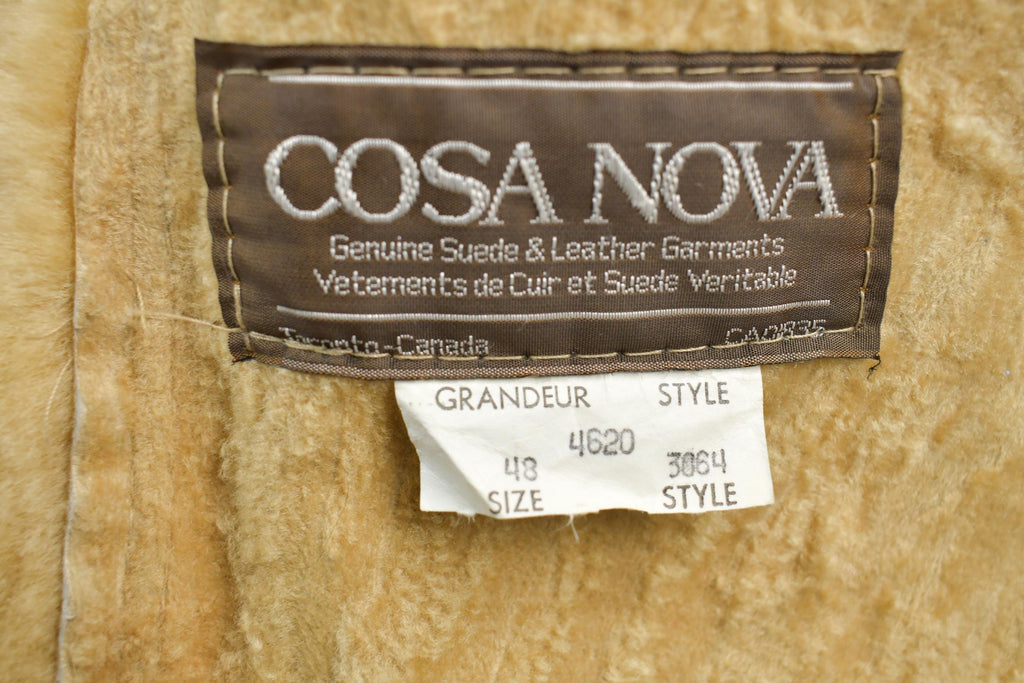 COSA NOVA
Genuine Suede & Leather Garments
Vetements de Cuir et Suede Veritable
Toronto-Canada
GRANDEUR STYLE
4620
48 3064
SIZE STYLE